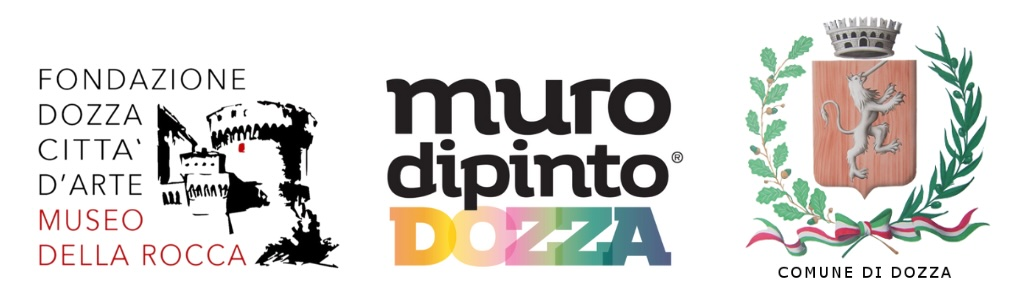 FONDAZIONE
DOZZA
CITTA`
D'ARTE
MUSEO
DELLA ROCCA
muro
dipinto®
DOZZA
COMUNE DI DOZZA